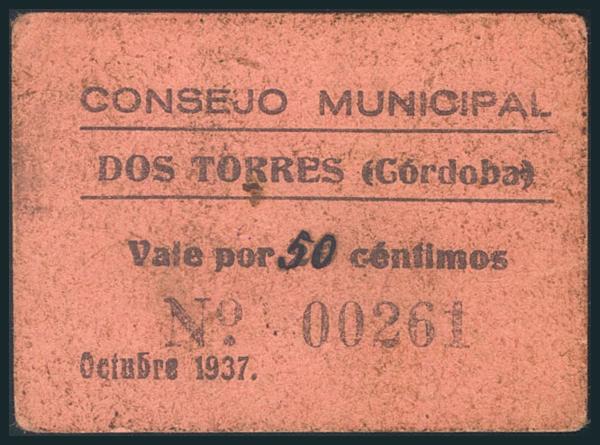 CONSEJO MUNICIPAL
DOS TORRES (Córdoba)
Vale por 50 céntimos
Nº 00261
Octubre 1937.